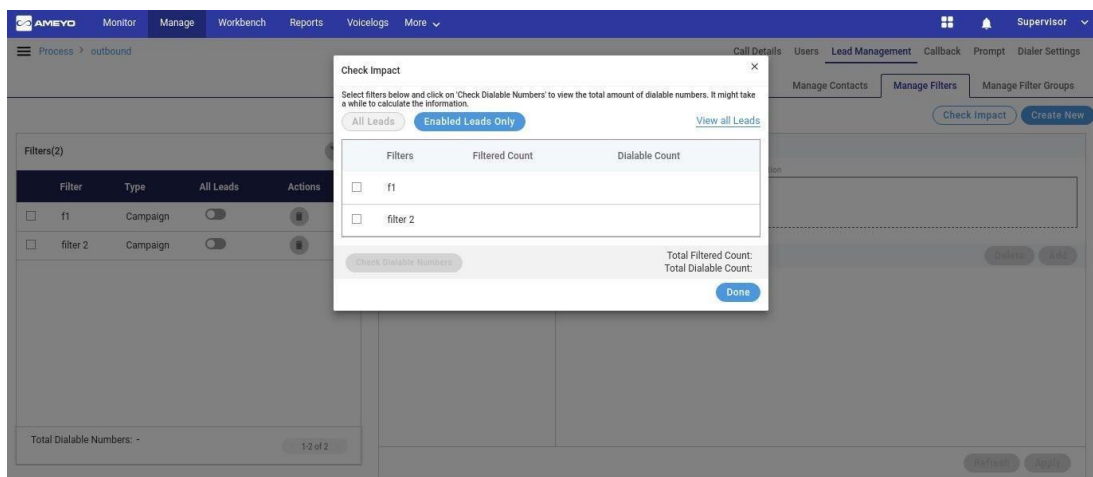 AMEYO Monitor Manage Workbench Reports Voicelogs More Supervisor
Process > outbound
Call Details Users Lead Management Callback Prompt Dialer Settings
Manage Contacts Manage Filters Manage Filter Groups
Check Impact Create New
Filters(2)
Filter Type All Leads Actions
f1 Campaign
filter 2 Campaign
Total Dialable Numbers: - 1-2 of 2
Check Impact
Select filters below and click on 'Check Dialable Numbers' to view the total amount of dialable numbers. It might take
a while to calculate the information.
All Leads Enabled Leads Only View all Leads
Filters Filtered Count Dialable Count
f1
filter 2
Check Dialable Numbers
Total Filtered Count:
Total Dialable Count:
Done
Delete Add
Refresh Apply